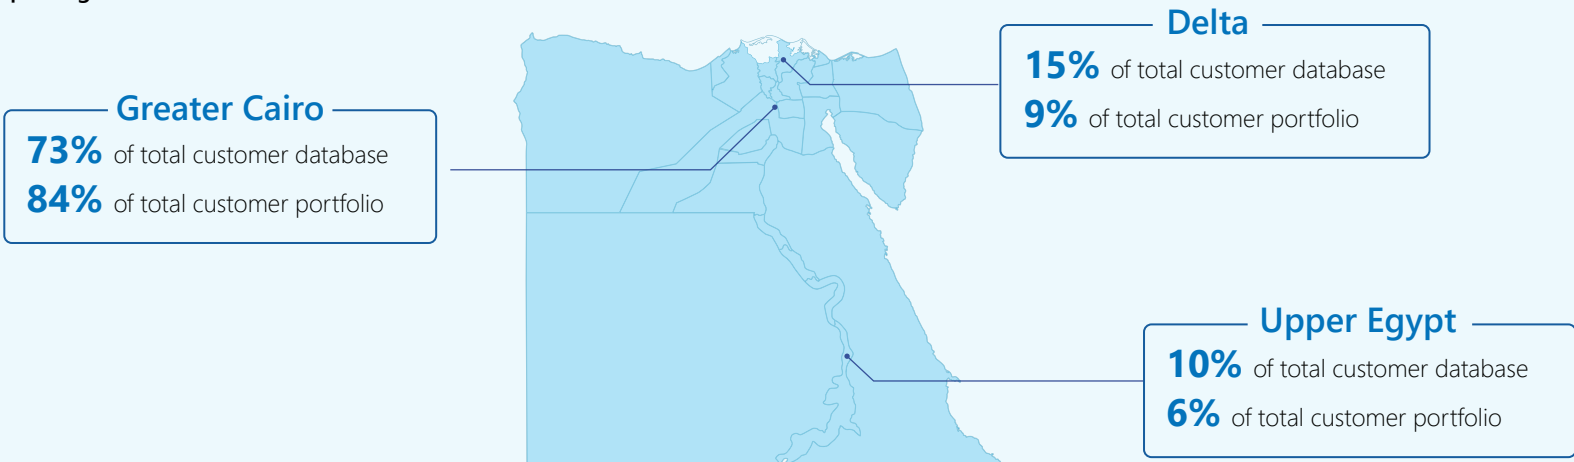 Delta
15% of total customer database
9% of total customer portfolio
Greater Cairo
73% of total customer database
84% of total customer portfolio
Upper Egypt
10% of total customer database
6% of total customer portfolio